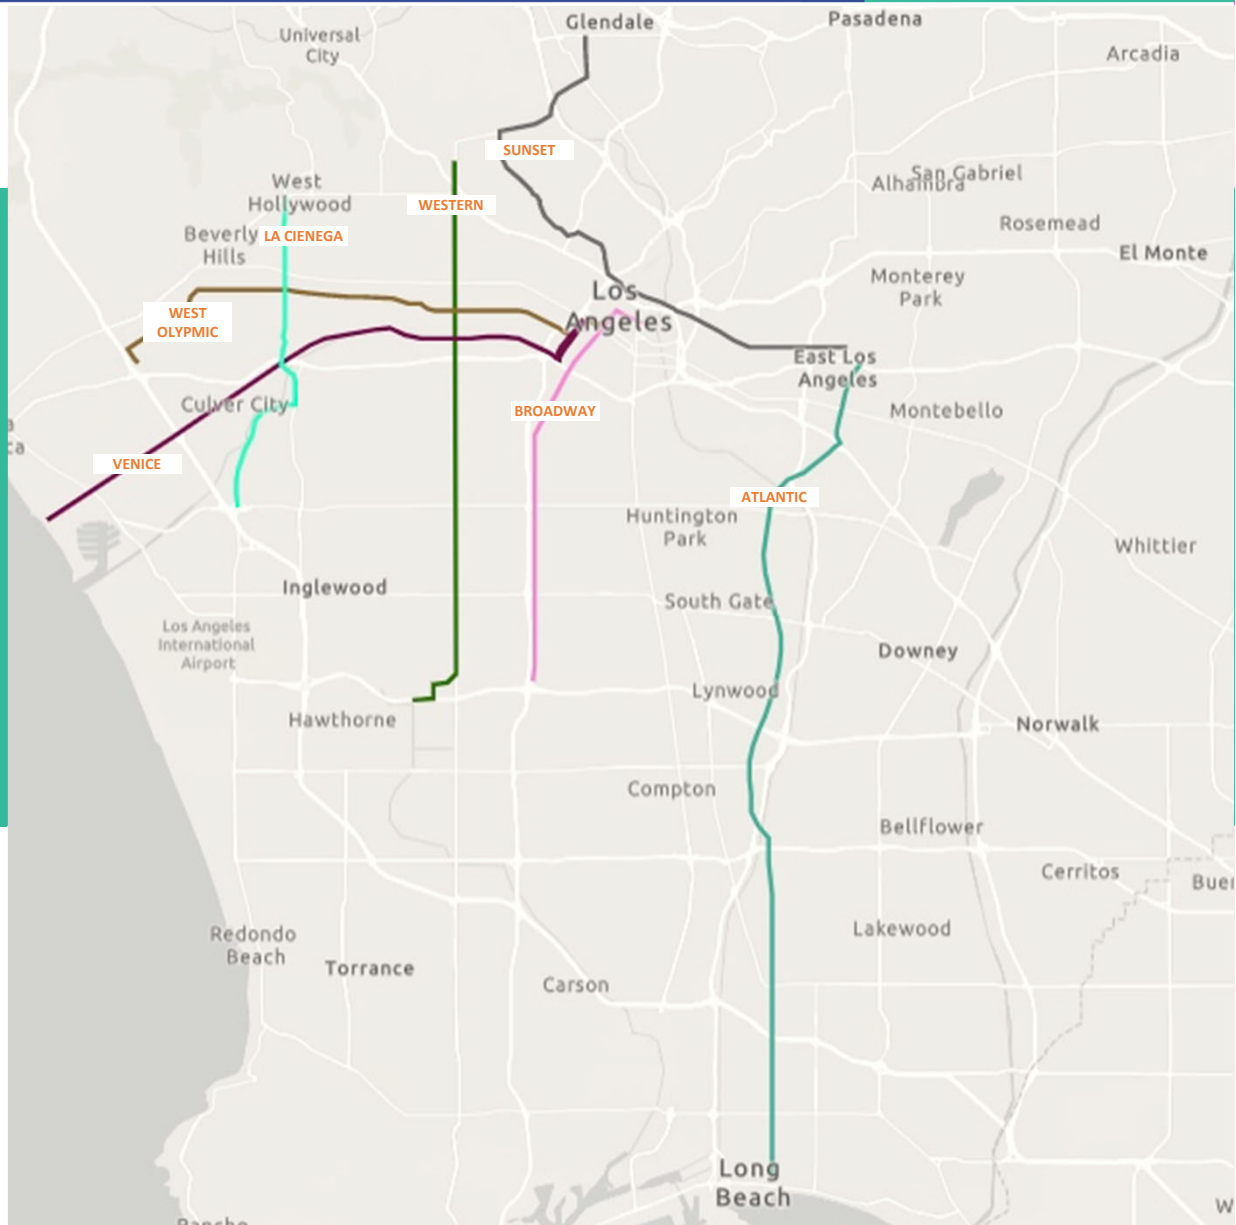 Glendale
Pasadena
Universal
City
Arcadia
SUNSET
San Gabriel
Alhambra
West
Hollywood
WESTERN
Rosemead
Beverly
Hills
LA CIENEGA
El Monte
Monterey
Park
Los
Angeles
WEST
OLYPMIC
East Los
Angeles
Culver City
BROADWAY
Montebello
a
ca
VENICE
ATLANTIC
Huntington
Park
Whittier
Inglewood
South Gate
Los Angeles
International
Airport
Downey
Lynwood
Hawthorne
Norwalk
Compton
Bellflower
Cerritos
Buen
Redondo
Beach
Lakewood
Torrance
Carson
Long
Beach
W